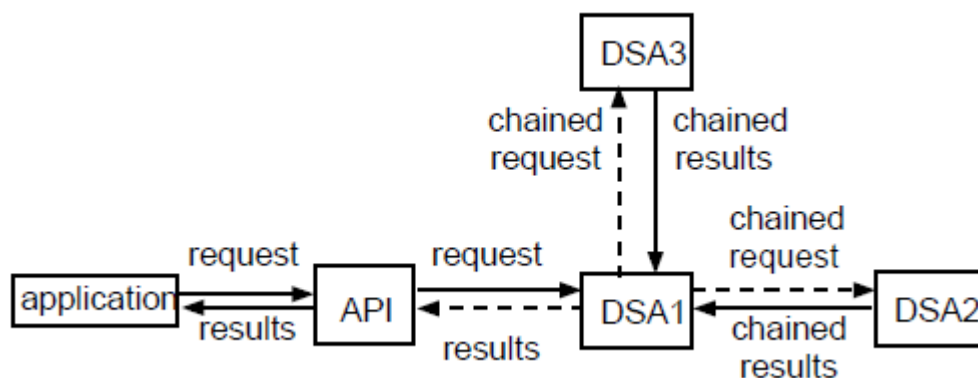 DSA3
chained
request
chained
results
chained
request
request
request
application
API
DSA1
DSA2
results
results
chained
results